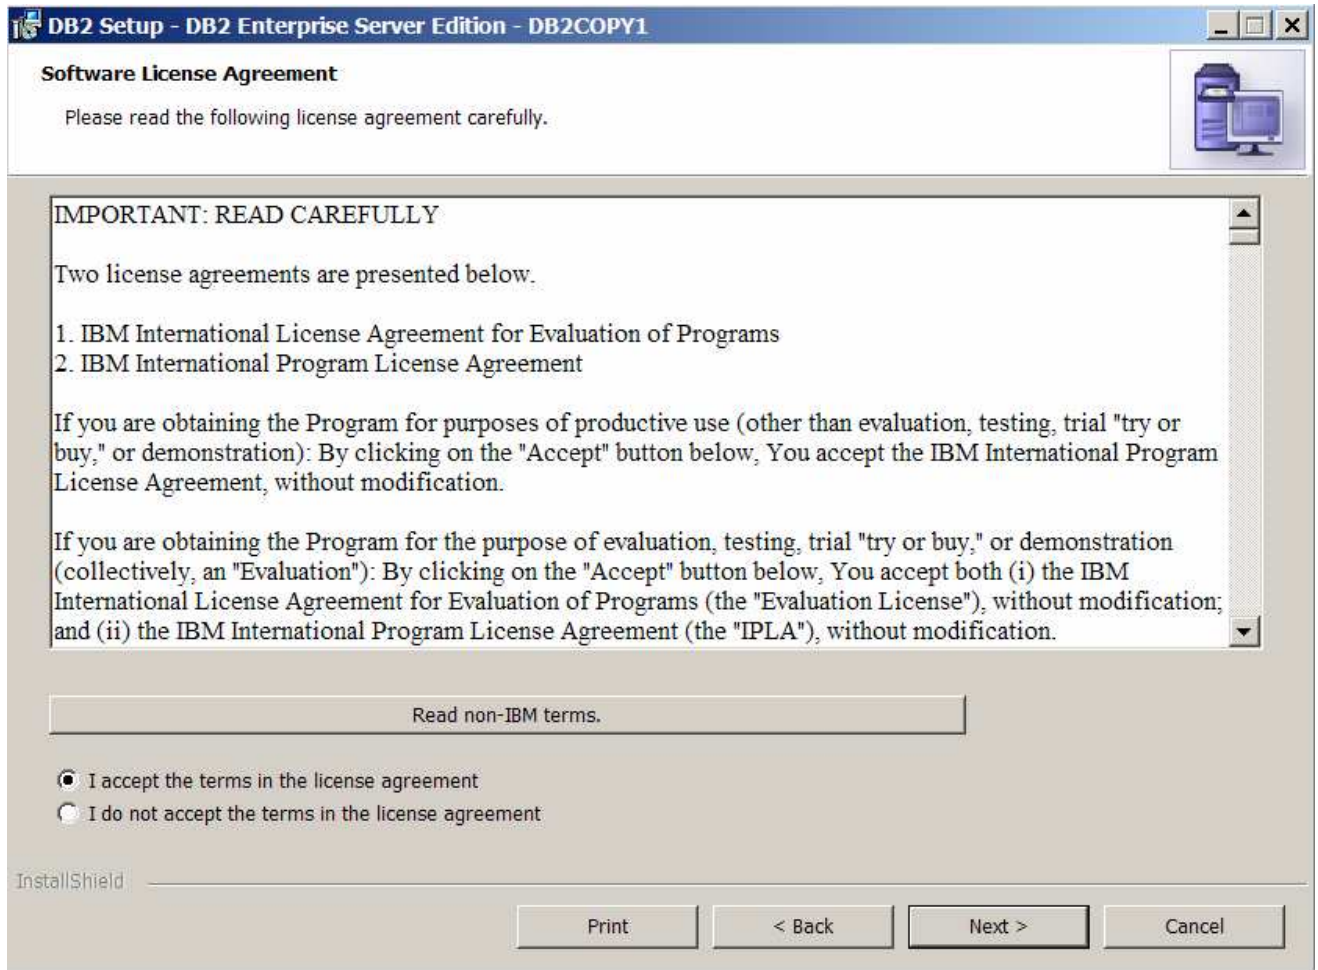 DB2 Setup - DB2 Enterprise Server Edition - DB2COPY1
Software License Agreement
Please read the following license agreement carefully.
IMPORTANT: READ CAREFULLY
Two license agreements are presented below.
1. IBM International License Agreement for Evaluation of Programs
2. IBM International Program License Agreement
If you are obtaining the Program for purposes of productive use (other than evaluation, testing, trial "try or
buy," or demonstration): By clicking on the "Accept" button below, You accept the IBM International Program
License Agreement, without modification.
If you are obtaining the Program for the purpose of evaluation, testing, trial "try or buy," or demonstration
(collectively, an "Evaluation"): By clicking on the "Accept" button below, You accept both (i) the IBM
International License Agreement for Evaluation of Programs (the "Evaluation License"), without modification;
and (ii) the IBM International Program License Agreement (the "IPLA"), without modification.
Read non-IBM terms.
I accept the terms in the license agreement
I do not accept the terms in the license agreement
InstallShield
Print
< Back
Next >
Cancel